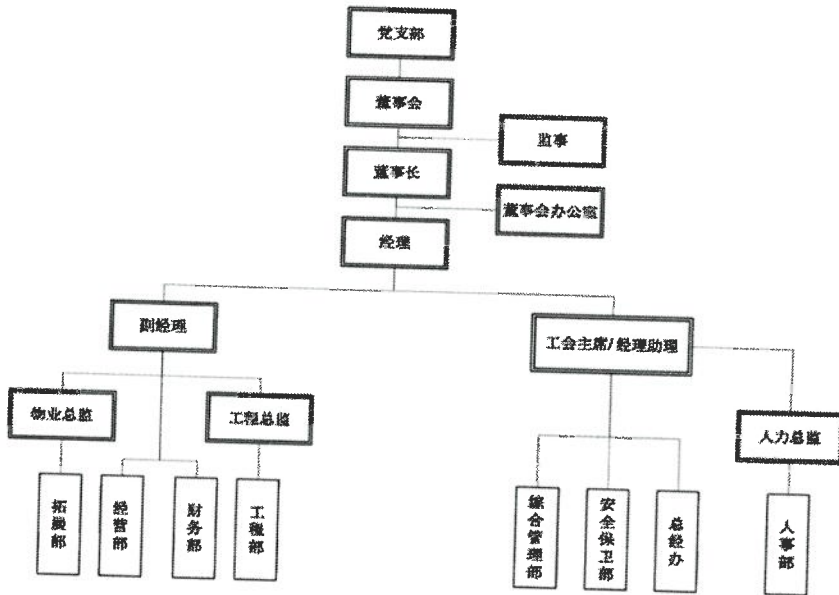 党支部
董事会
监事
董事长
董事会办公室
经理
副经理
工会主席/经理助理
物业总监
工程总监
人力总监
拓展部
经营部
财务部
工程部
综合管理部
安全保卫部
总经办
人事部